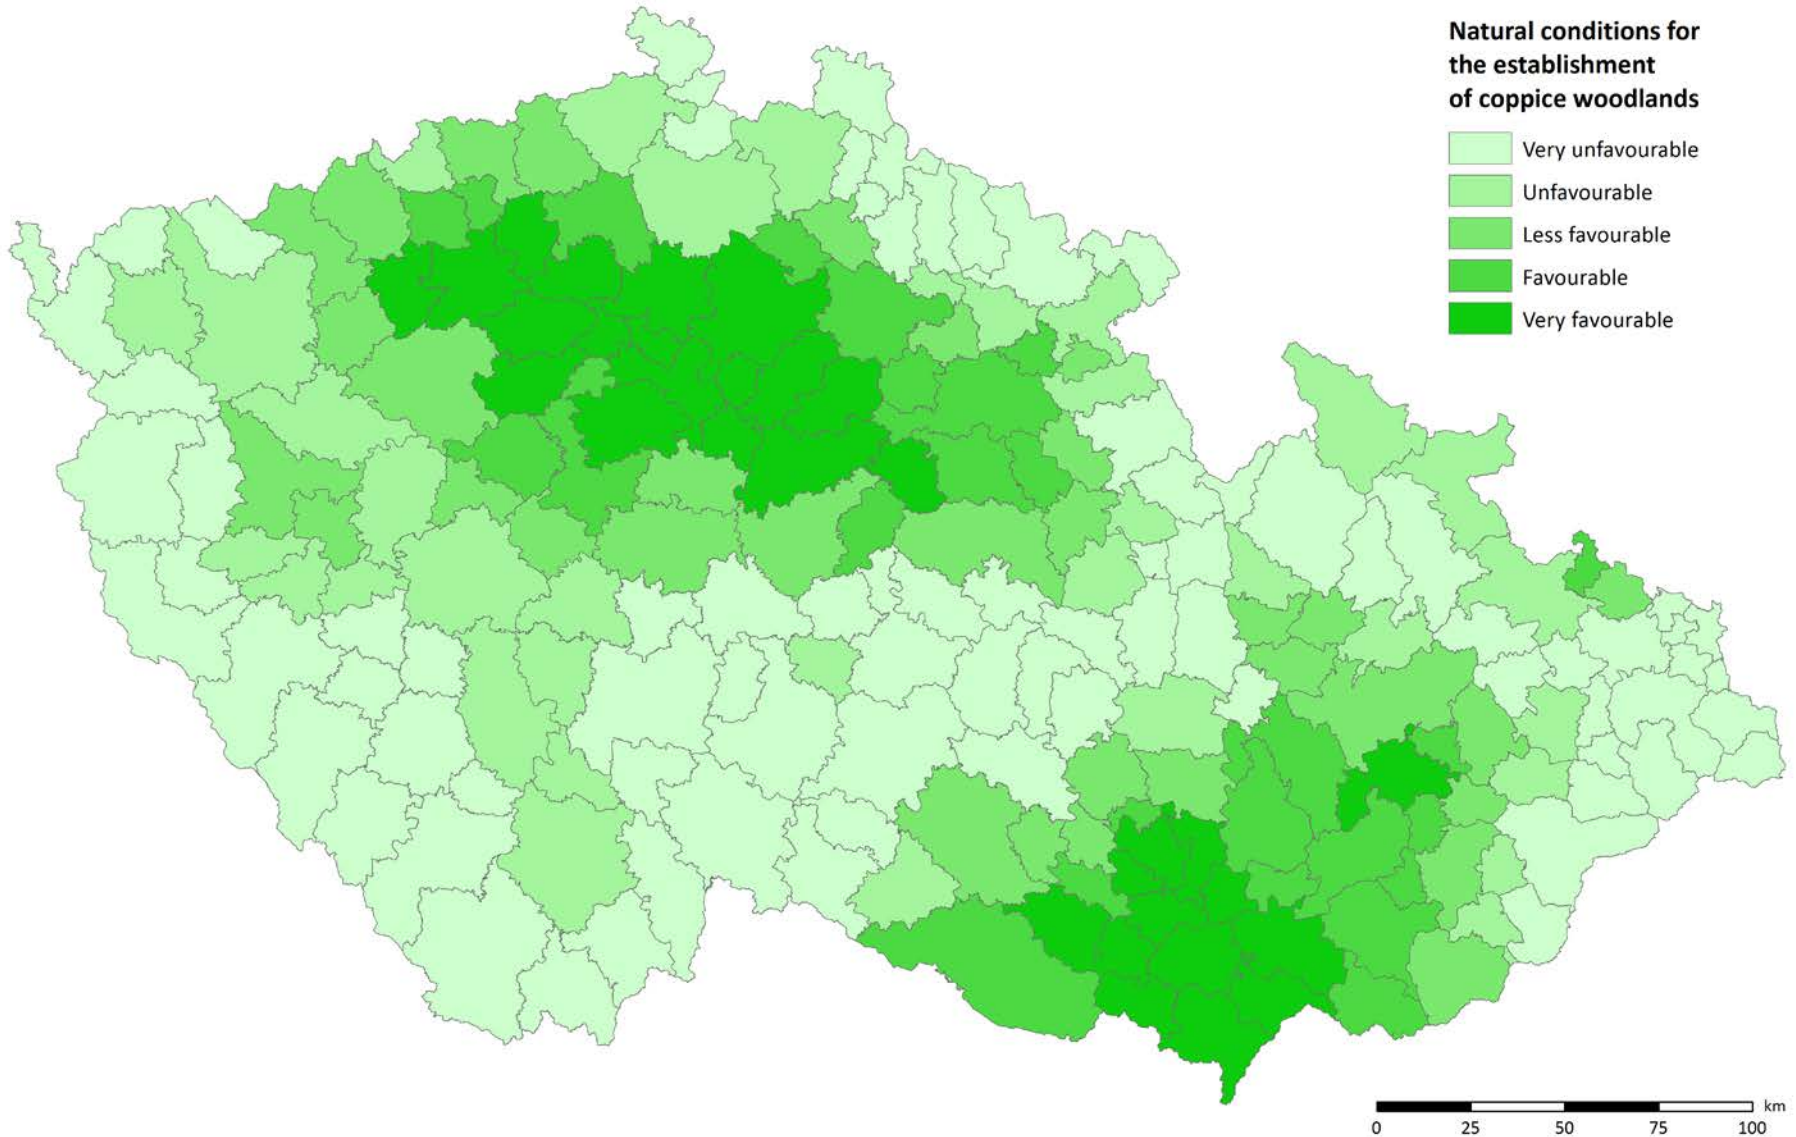 Natural conditions for
the establishment
of coppice woodlands
Very unfavourable
Unfavourable
Less favourable
Favourable
Very favourable
km
0 25 50 75 100